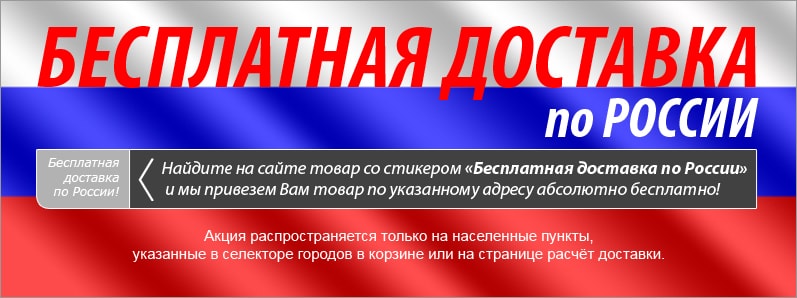 БЕСПЛАТНАЯ ДОСТАВКА
по РОССИИ
Бесплатная
доставка
по России!
Найдите на сайте товар со стикером «Бесплатная доставка по России»
и мы привезем Вам товар по указанному адресу абсолютно бесплатно!
Акция распространяется только на населенные пункты,
указанные в селекторе городов в корзине или на странице расчёт доставки.